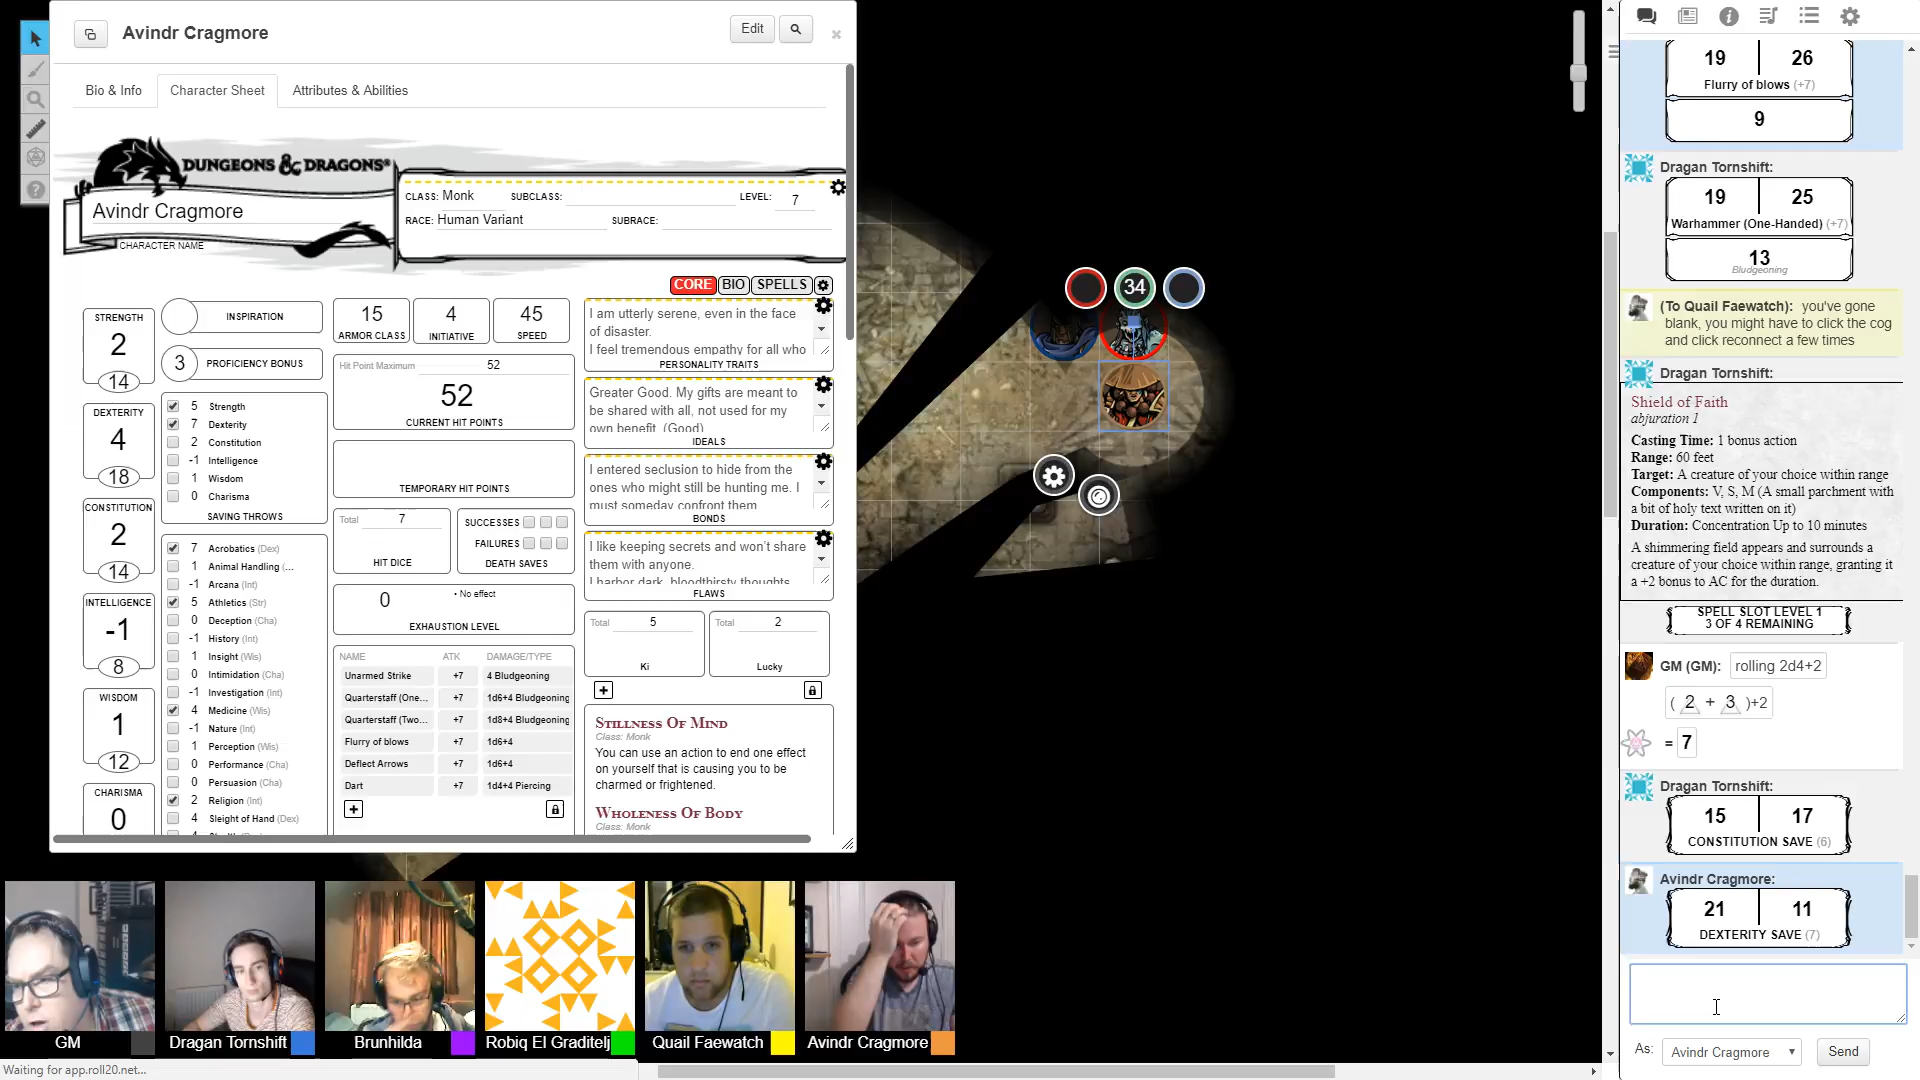 Avindr Cragmore
Edit
Bio & Info
Character Sheet
Attributes & Abilities
DUNGEONS & DRAGONS®
Avindr Cragmore
CHARACTER NAME
CLASS: Monk
SUBCLASS:
LEVEL: 7
RACE: Human Variant
SUBRACE:
CORE
BIO
SPELLS
STRENGTH
2
14
DEXTERITY
4
18
CONSTITUTION
2
14
INTELLIGENCE
-1
8
WISDOM
1
12
CHARISMA
0
INSPIRATION
3 PROFICIENCY BONUS
5 Strength
7 Dexterity
2 Constitution
-1 Intelligence
1 Wisdom
0 Charisma
SAVING THROWS
7 Acrobatics (Dex)
1 Animal Handling (...
-1 Arcana (Int)
5 Athletics (Str)
0 Deception (Cha)
-1 History (Int)
1 Insight (Wis)
0 Intimidation (Cha)
-1 Investigation (Int)
4 Medicine (Wis)
-1 Nature (Int)
1 Perception (Wis)
0 Performance (Cha)
0 Persuasion (Cha)
2 Religion (Int)
4 Sleight of Hand (Dex)
15
ARMOR CLASS
4
INITIATIVE
45
SPEED
Hit Point Maximum 52
52
CURRENT HIT POINTS
TEMPORARY HIT POINTS
Total 7
HIT DICE
SUCCESSES
FAILURES
DEATH SAVES
0
• No effect
EXHAUSTION LEVEL
NAME ATK DAMAGE/TYPE
Unarmed Strike +7 4 Bludgeoning
Quarterstaff (One... +7 1d6+4 Bludgeoning
Quarterstaff (Two... +7 1d8+4 Bludgeoning
Flurry of blows +7 1d6+4
Deflect Arrows +7 1d6+4
Dart +7 1d4+4 Piercing
I am utterly serene, even in the face
of disaster.
I feel tremendous empathy for all who
PERSONALITY TRAITS
Greater Good. My gifts are meant to
be shared with all, not used for my
own benefit. (Good)
IDEALS
I entered seclusion to hide from the
ones who might still be hunting me. I
must someday confront them
BONDS
I like keeping secrets and won't share
them with anyone.
I harbor dark, bloodthirsty thoughts
FLAWS
Total 5
Ki
Total 2
Lucky
STILLNESS OF MIND
Class: Monk
You can use an action to end one effect
on yourself that is causing you to be
charmed or frightened.
WHOLENESS OF BODY
Class: Monk
34
GM
Dragan Tornshift
Brunhilda
Robiq El Graditelj
Quail Faewatch
Avindr Cragmore
Waiting for app.roll20.net...
19 26
Flurry of blows (+7)
9
Dragan Tornshift:
19 25
Warhammer (One-Handed) (+7)
13
Bludgeoning
(To Quail Faewatch): you've gone
blank, you might have to click the cog
and click reconnect a few times
Dragan Tornshift:
Shield of Faith
abjuration 1
Casting Time: 1 bonus action
Range: 60 feet
Target: A creature of your choice within range
Components: V, S, M (A small parchment with
a bit of holy text written on it)
Duration: Concentration Up to 10 minutes
A shimmering field appears and surrounds a
creature of your choice within range, granting it
a +2 bonus to AC for the duration.
SPELL SLOT LEVEL 1
3 OF 4 REMAINING
GM (GM): rolling 2d4+2
( 2 + 3 )+2
= 7
Dragan Tornshift:
15 17
CONSTITUTION SAVE (6)
Avindr Cragmore:
21 11
DEXTERITY SAVE (7)
As: Avindr Cragmore
Send